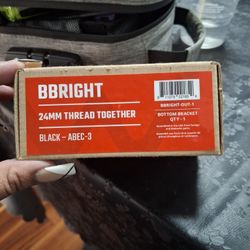 BBRIGHT
24MM THREAD TOGETHER
BLACK – ABEC-3
BBRIGHT-OUT-1
BOTTOM BRACKET
QTY - 1